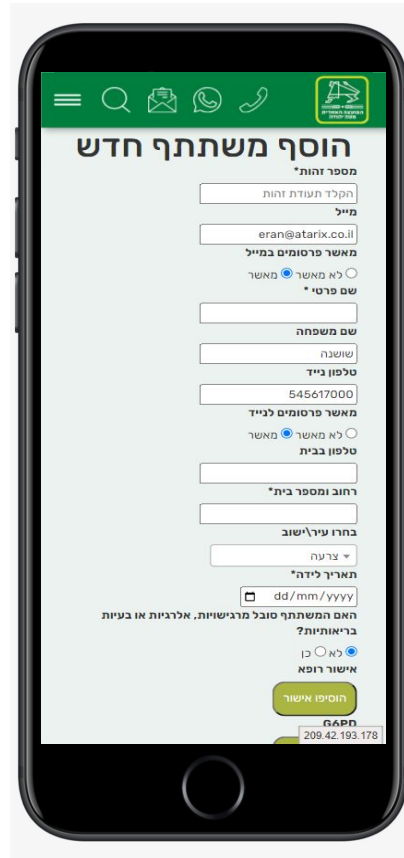 הוסף משתתף חדש
מספר זהות*
הקלד תעודת זהות
מייל
eran@atarix.co.il
מאשר פרסומים במייל
מאשר לא מאשר
שם פרטי *
שם משפחה
שושנה
טלפון נייד
545617000
מאשר פרסומים לנייד
מאשר לא מאשר
טלפון בבית
רחוב ומספר בית*
בחרו עיר\ישוב
צרעה
תאריך לידה*
dd/mm/yyyy
האם המשתתף סובל מרגישויות, אלרגיות או בעיות
בריאותיות?
לא כן
אישור רופא
הוסיפו אישור
G6PD
209.42.193.178